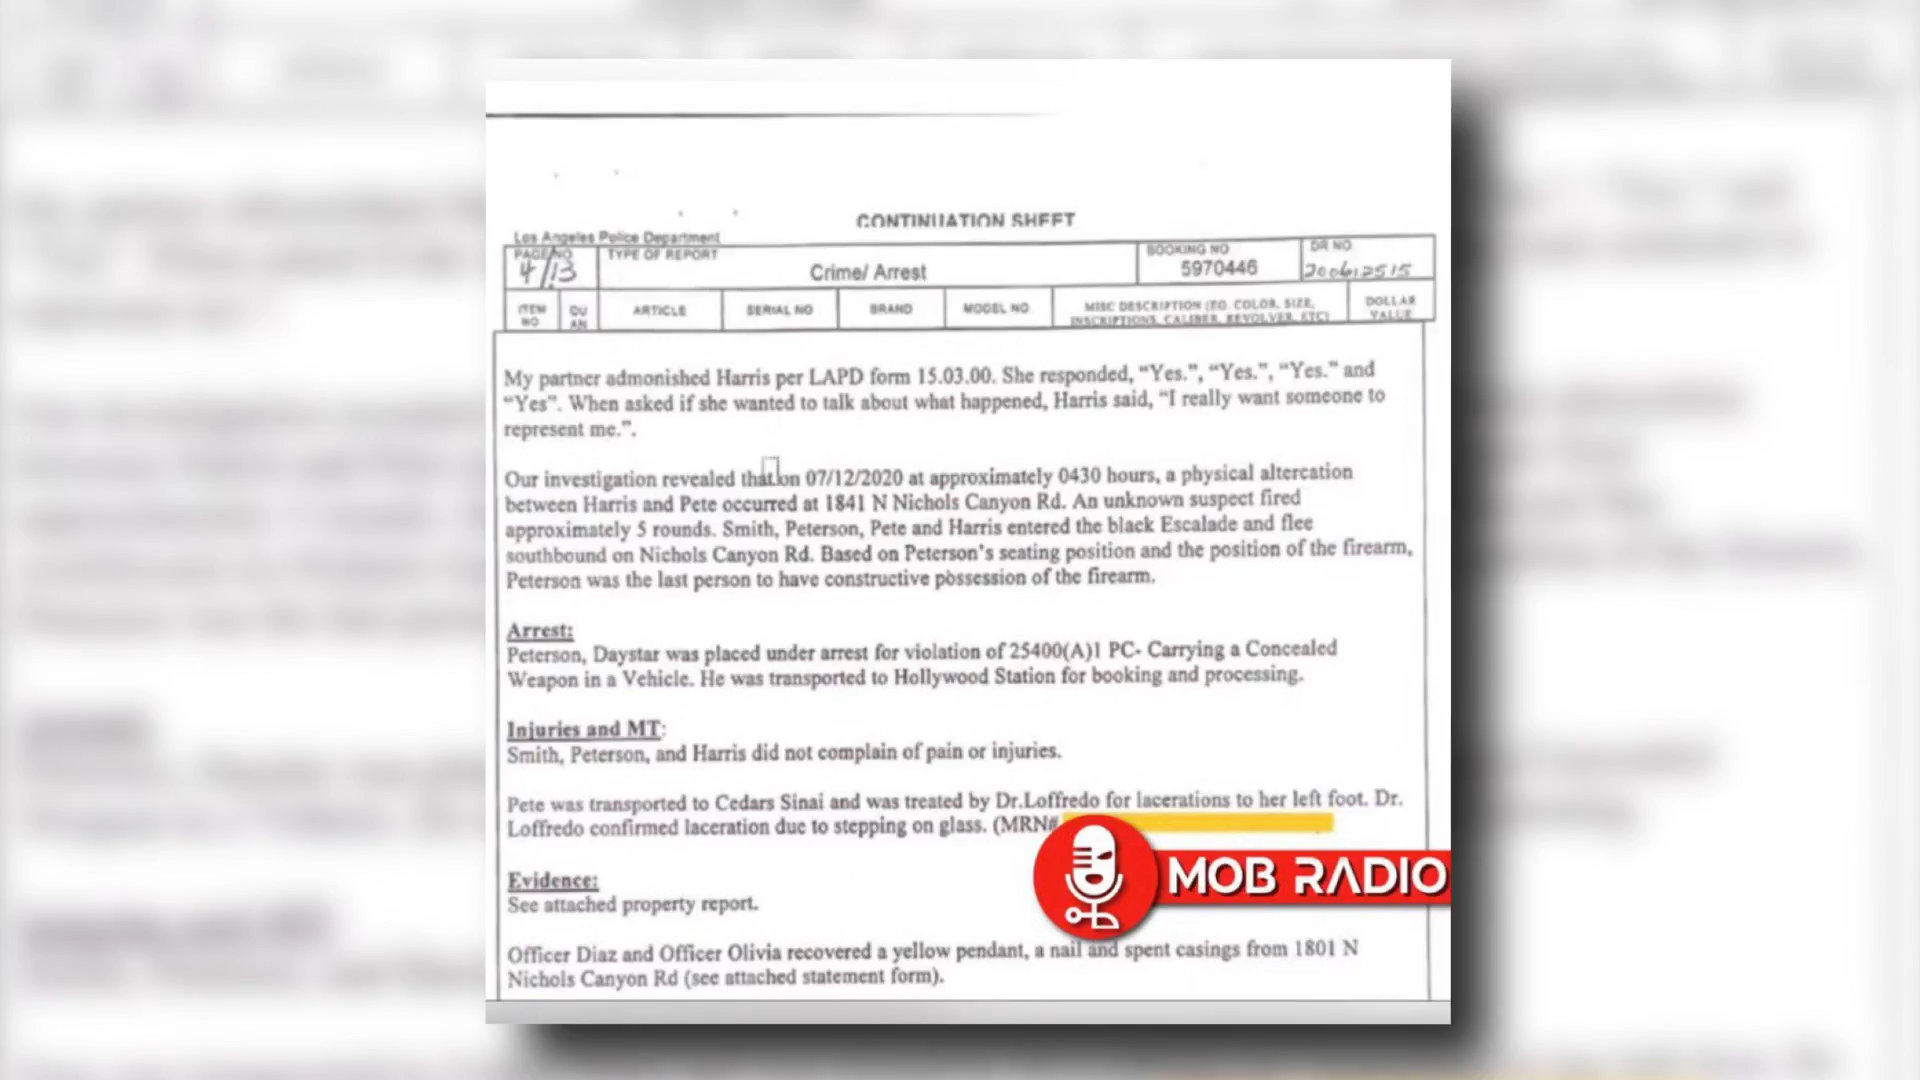 CONTINUATION SHEET
Los Angeles Police Department
PAGE NO
4/13
TYPE OF REPORT
Crime/ Arrest
BOOKING NO
5970446
DR NO
200612515
ITEM NO
QU AN
ARTICLE
SERIAL NO
BRAND
MODEL NO
MISC DESCRIPTION (EG. COLOR, SIZE,
INSCRIPTIONS, CALIBER, REVOLVER, ETC)
DOLLAR VALUE
My partner admonished Harris per LAPD form 15.03.00. She responded, “Yes.”, “Yes.”, “Yes.” and
“Yes”. When asked if she wanted to talk about what happened, Harris said, “I really want someone to
represent me.”.
Our investigation revealed that on 07/12/2020 at approximately 0430 hours, a physical altercation
between Harris and Pete occurred at 1841 N Nichols Canyon Rd. An unknown suspect fired
approximately 5 rounds. Smith, Peterson, Pete and Harris entered the black Escalade and flee
southbound on Nichols Canyon Rd. Based on Peterson’s seating position and the position of the firearm,
Peterson was the last person to have constructive possession of the firearm.
Arrest:
Peterson, Daystar was placed under arrest for violation of 25400(A)1 PC- Carrying a Concealed
Weapon in a Vehicle. He was transported to Hollywood Station for booking and processing.
Injuries and MT:
Smith, Peterson, and Harris did not complain of pain or injuries.
Pete was transported to Cedars Sinai and was treated by Dr.Loffredo for lacerations to her left foot. Dr.
Loffredo confirmed laceration due to stepping on glass. (MRN#
MOB RADIO
Evidence:
See attached property report.
Officer Diaz and Officer Olivia recovered a yellow pendant, a nail and spent casings from 1801 N
Nichols Canyon Rd (see attached statement form).